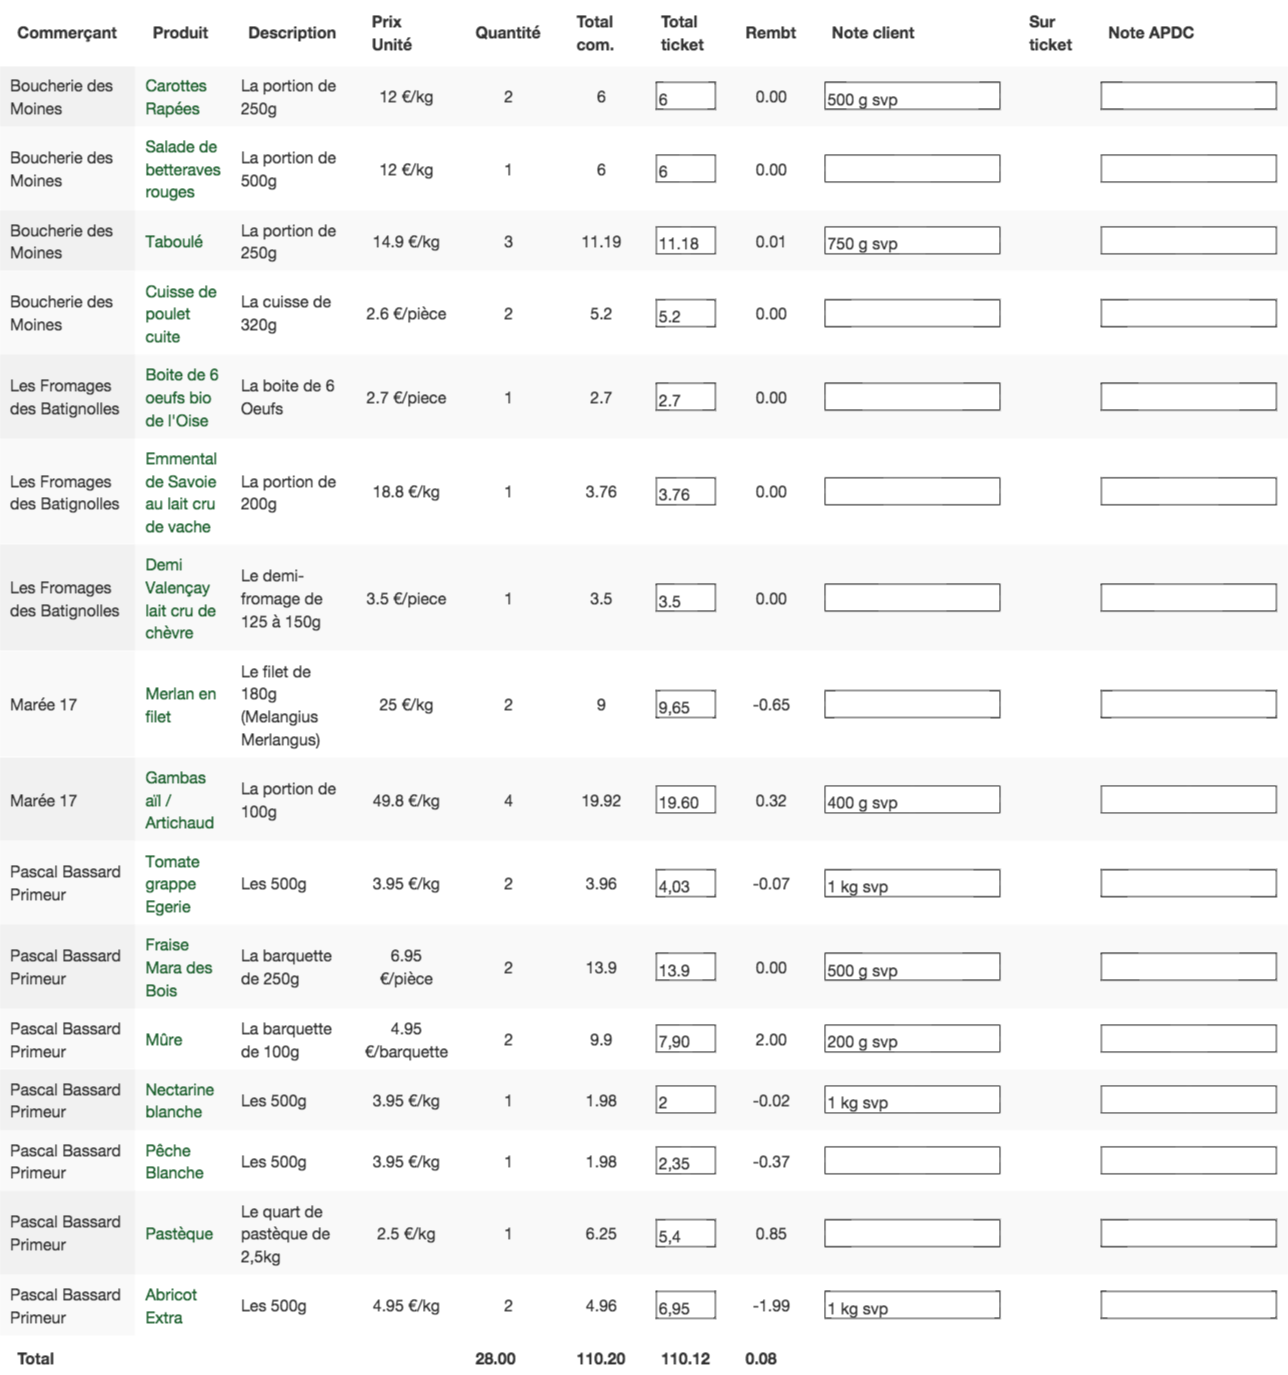 Commerçant Produit Description Prix Unité Quantité Total com. Total ticket Rembt Note client Sur ticket Note APDC
Boucherie des Moines Carottes Rapées La portion de 250g 12 €/kg 2 6 6 0.00 500 g svp
Boucherie des Moines Salade de betteraves rouges La portion de 500g 12 €/kg 1 6 6 0.00
Boucherie des Moines Taboulé La portion de 250g 14.9 €/kg 3 11.19 11.18 0.01 750 g svp
Boucherie des Moines Cuisse de poulet cuite La cuisse de 320g 2.6 €/pièce 2 5.2 5.2 0.00
Les Fromages des Batignolles Boite de 6 oeufs bio de l'Oise La boite de 6 Oeufs 2.7 €/piece 1 2.7 2.7 0.00
Les Fromages des Batignolles Emmental de Savoie au lait cru de vache La portion de 200g 18.8 €/kg 1 3.76 3.76 0.00
Les Fromages des Batignolles Demi Valençay lait cru de chèvre Le demi-fromage de 125 à 150g 3.5 €/piece 1 3.5 3.5 0.00
Marée 17 Merlan en filet Le filet de 180g (Melangius Merlangus) 25 €/kg 2 9 9,65 -0.65
Marée 17 Gambas aïl / Artichaud La portion de 100g 49.8 €/kg 4 19.92 19.60 0.32 400 g svp
Pascal Bassard Primeur Tomate grappe Egerie Les 500g 3.95 €/kg 2 3.96 4,03 -0.07 1 kg svp
Pascal Bassard Primeur Fraise Mara des Bois La barquette de 250g 6.95 €/pièce 2 13.9 13.9 0.00 500 g svp
Pascal Bassard Primeur Mûre La barquette de 100g 4.95 €/barquette 2 9.9 7,90 2.00 200 g svp
Pascal Bassard Primeur Nectarine blanche Les 500g 3.95 €/kg 1 1.98 2 -0.02 1 kg svp
Pascal Bassard Primeur Pêche Blanche Les 500g 3.95 €/kg 1 1.98 2,35 -0.37
Pascal Bassard Primeur Pastèque Le quart de pastèque de 2,5kg 2.5 €/kg 1 6.25 5,4 0.85
Pascal Bassard Primeur Abricot Extra Les 500g 4.95 €/kg 2 4.96 6,95 -1.99 1 kg svp
Total 28.00 110.20 110.12 0.08